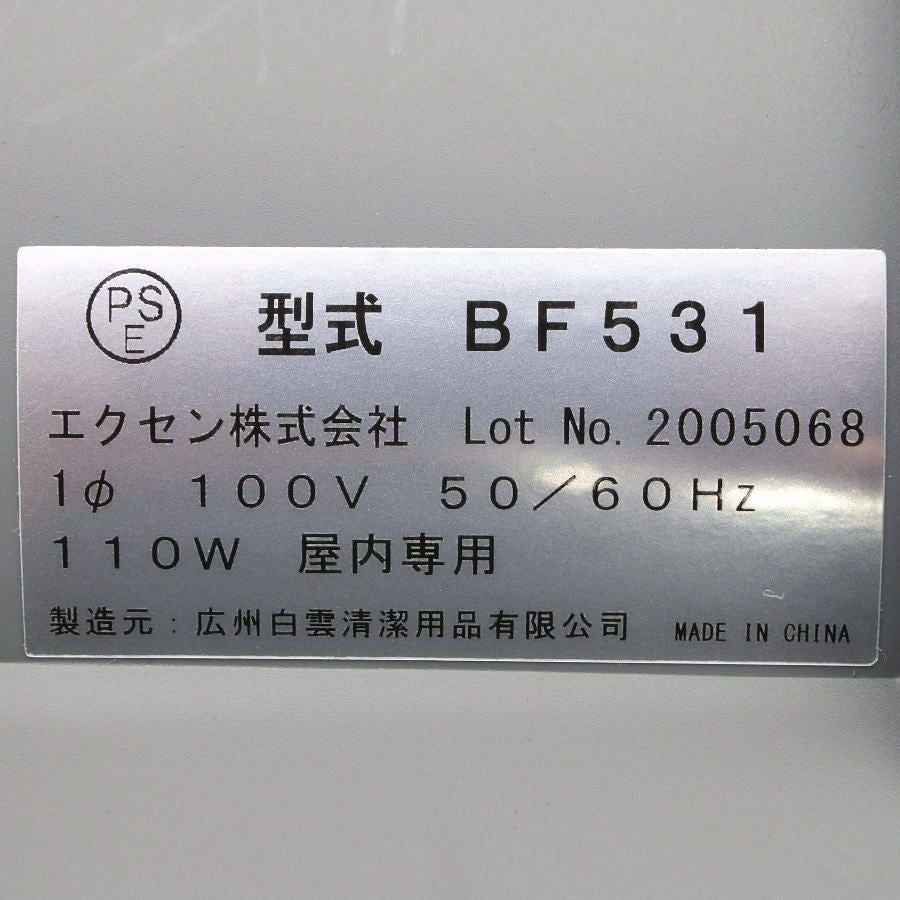 PSE 型式 BF531
エクセン株式会社 Lot No. 2005068
1φ 100V 50/60Hz
110W 屋内専用
製造元:広州白雲清潔用品有限公司 MADE IN CHINA